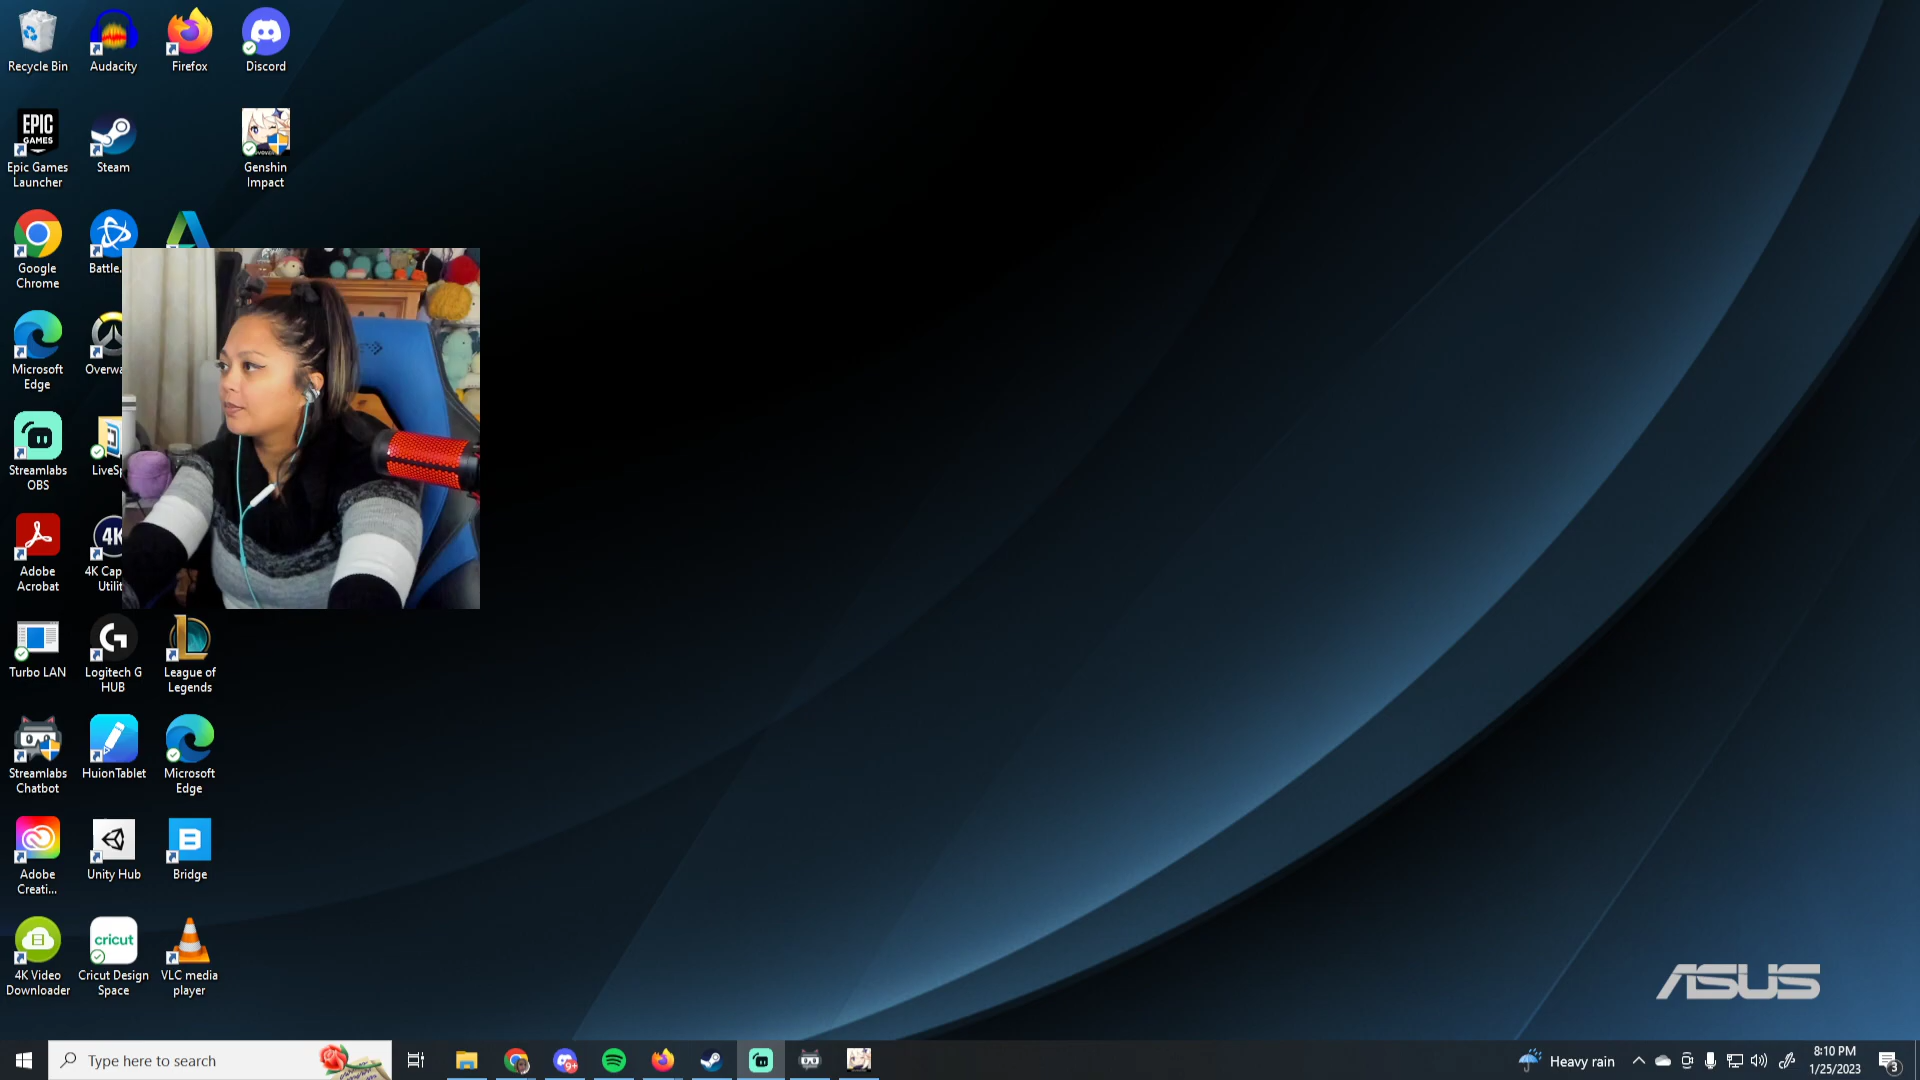 Recycle Bin
Audacity
Firefox
Discord
EPIC
GAMES
Epic Games
Launcher
Steam
Genshin
Impact
Google
Chrome
Battle.
Microsoft
Edge
Overwa
Streamlabs
OBS
LiveSp
Adobe
Acrobat
4K
4K Cap
Utili
Turbo LAN
Logitech G
HUB
League of
Legends
Streamlabs
Chatbot
HuionTablet
Microsoft
Edge
Adobe
Creati...
Unity Hub
B
Bridge
4K Video
Downloader
cricut
Cricut Design
Space
VLC media
player
ASUS
Type here to search
9+
Heavy rain
8:10 PM
1/25/2023
3